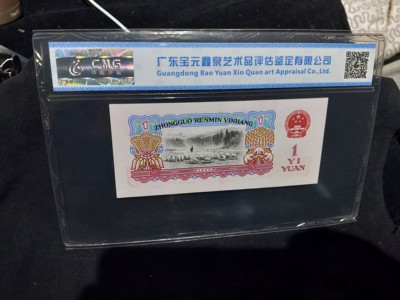 CMG
广东宝元鑫泉艺术品评估鉴定有限公司
Guangdong Bao Yuan Xin Quan art Appraisal Co.,Ltd.
ZHONGGUO RENMIN YINHANG
1
1
1
YI
YUAN